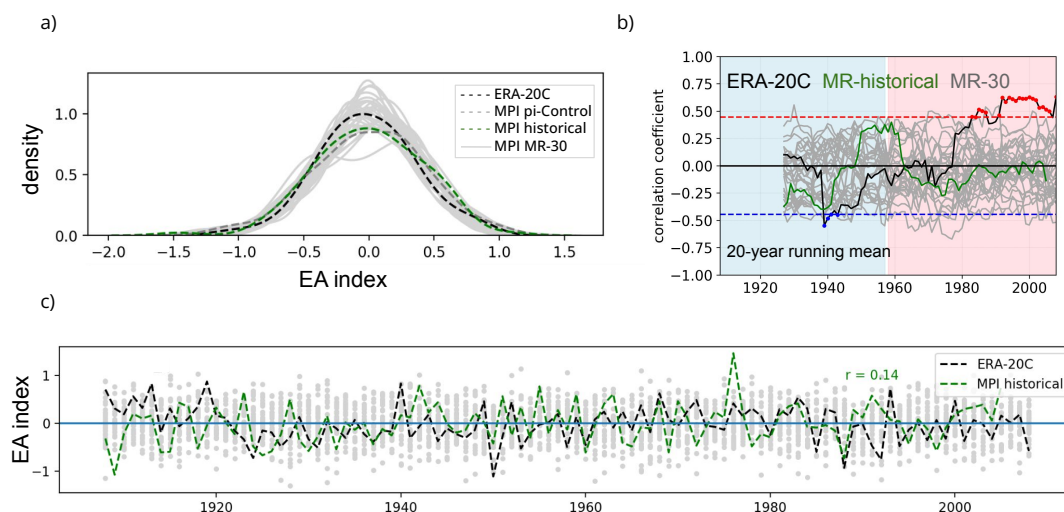 a)
density
1.0
0.5
0.0
ERA-20C
MPI pi-Control
MPI historical
MPI MR-30
−2.0 −1.5 −1.0 −0.5 0.0 0.5 1.0 1.5
EA index
b)
correlation coefficient
1.00
0.75
0.50
0.25
0.00
−0.25
−0.50
−0.75
−1.00
ERA-20C MR-historical MR-30
20-year running mean
1920 1940 1960 1980 2000
c)
EA index
1
0
−1
r = 0.14
ERA-20C
MPI historical
1920 1940 1960 1980 2000